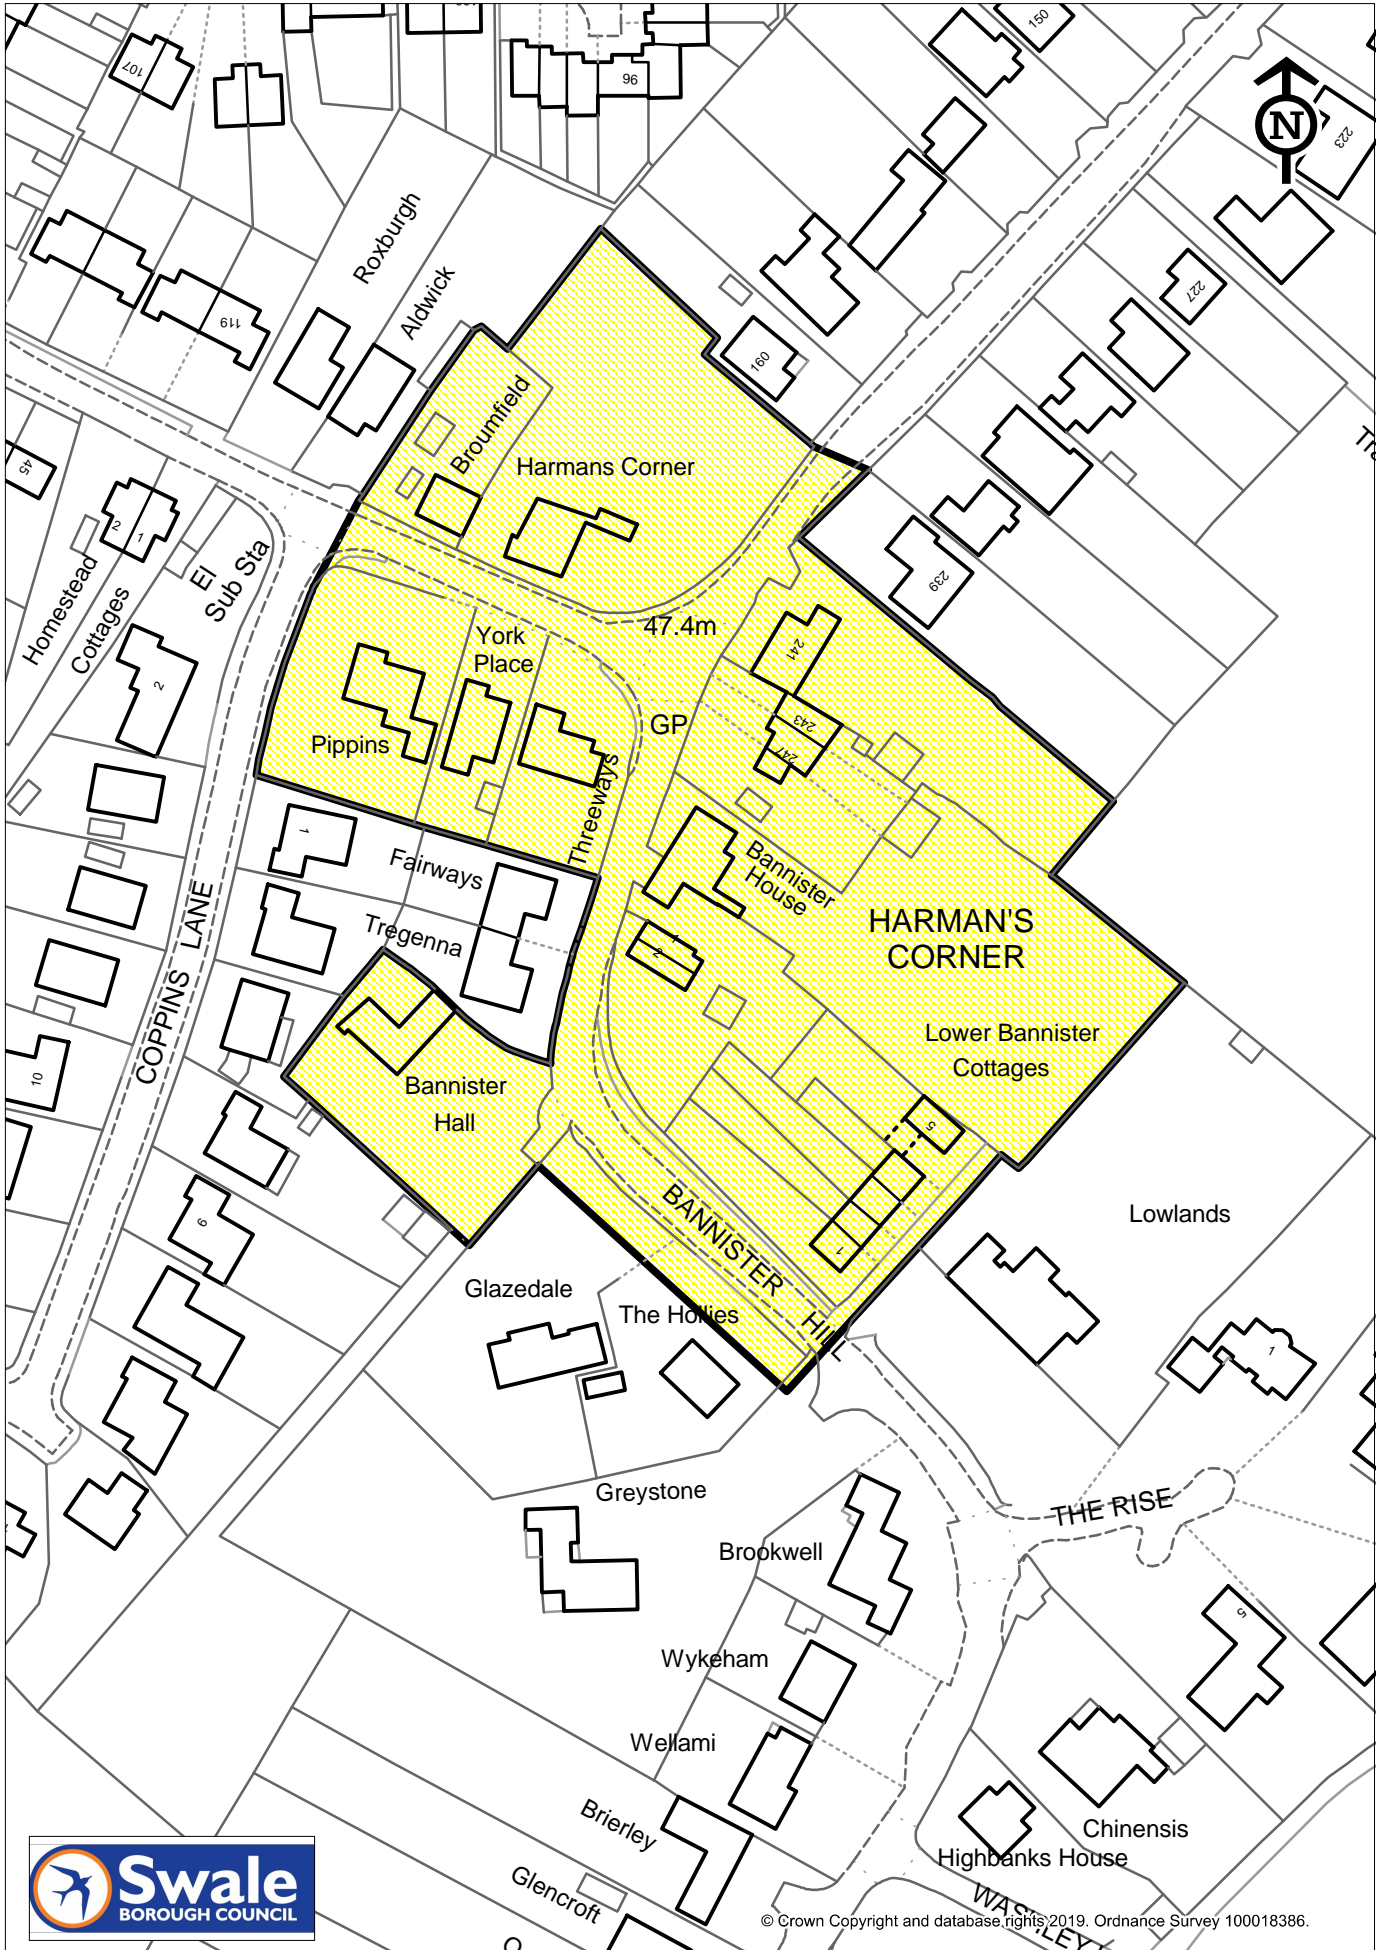 150
107
96
N
223
Roxburgh
Aldwick
227
119
160
Broumfield
Harmans Corner
45
2
1
El
Sub Sta
239
Homestead
Cottages
47.4m
York
Place
241
2
GP
243
Pippins
247
Threeways
1
Fairways
Bannister
House
HARMAN'S
CORNER
Tregenna
1
2
COPPINS LANE
Lower Bannister
Cottages
10
Bannister
Hall
5
BANNISTER HILL
Lowlands
9
1
Glazedale
The Hollies
1
Greystone
THE RISE
Brookwell
5
Wykeham
Wellami
Brierley
Chinensis
Highbanks House
Glencroft
Swale
BOROUGH COUNCIL
© Crown Copyright and database rights 2019. Ordnance Survey 100018386.